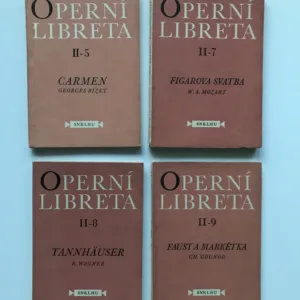 OPERNÍ
LIBRETA
II-5
CARMEN
GEORGES BIZET
SNKLHU
OPERNÍ
LIBRETA
II-7
FIGAROVA SVATBA
W. A. MOZART
SNKLHU
OPERNÍ
LIBRETA
II-8
TANNHÄUSER
R. WAGNER
SNKLHU
OPERNÍ
LIBRETA
II-9
FAUST A MARKÉTKA
CH. GOUNOD
SNKLHU